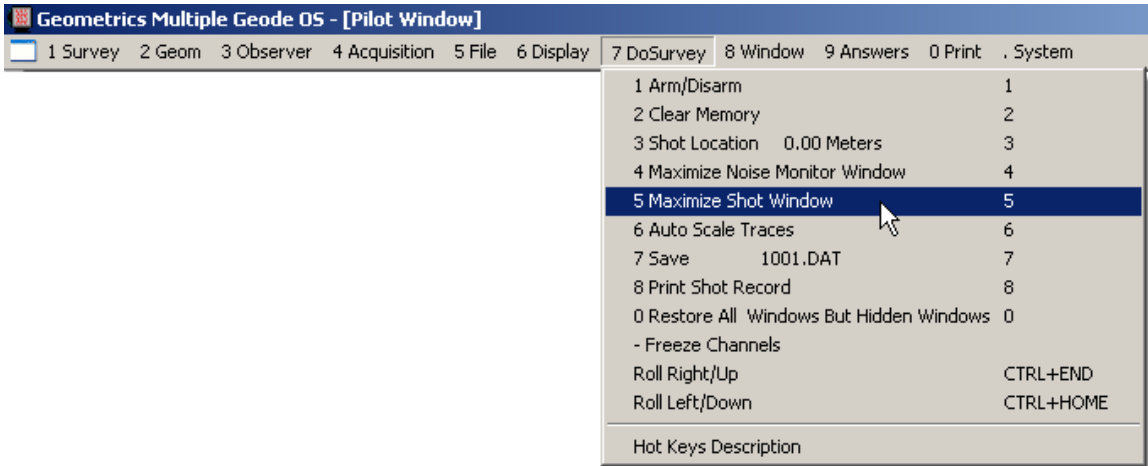 Geometrics Multiple Geode OS - [Pilot Window]
1 Survey 2 Geom 3 Observer 4 Acquisition 5 File 6 Display 7 DoSurvey 8 Window 9 Answers 0 Print . System
1 Arm/Disarm 1
2 Clear Memory 2
3 Shot Location 0.00 Meters 3
4 Maximize Noise Monitor Window 4
5 Maximize Shot Window 5
6 Auto Scale Traces 6
7 Save 1001.DAT 7
8 Print Shot Record 8
0 Restore All Windows But Hidden Windows 0
- Freeze Channels
Roll Right/Up CTRL+END
Roll Left/Down CTRL+HOME
Hot Keys Description